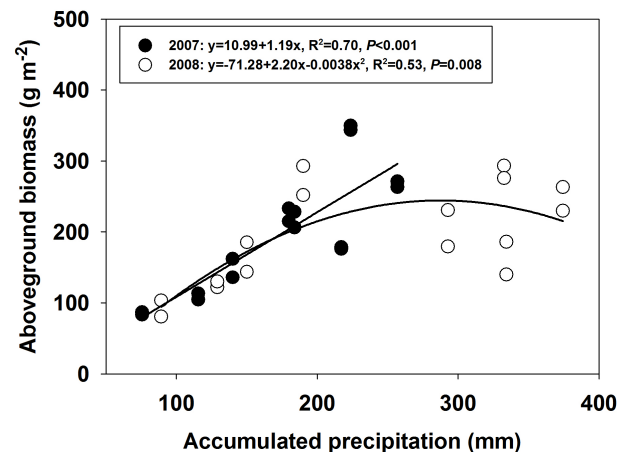 500
400
300
200
100
0
Aboveground biomass (g m⁻²)
2007: y=10.99+1.19x, R²=0.70, P<0.001
2008: y=-71.28+2.20x-0.0038x², R²=0.53, P=0.008
100 200 300 400
Accumulated precipitation (mm)